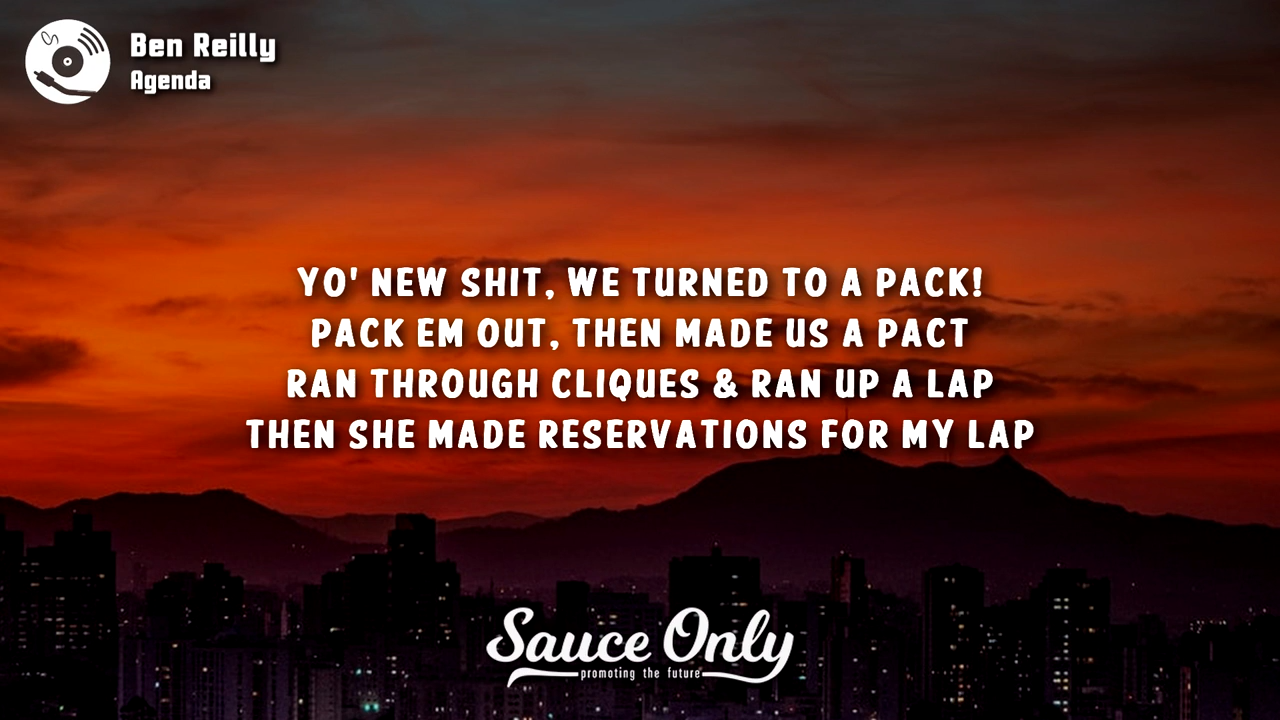 Ben Reilly
Agenda
YO' NEW SHIT, WE TURNED TO A PACK!
PACK EM OUT, THEN MADE US A PACT
RAN THROUGH CLIQUES & RAN UP A LAP
THEN SHE MADE RESERVATIONS FOR MY LAP
Sauce Only
promoting the future